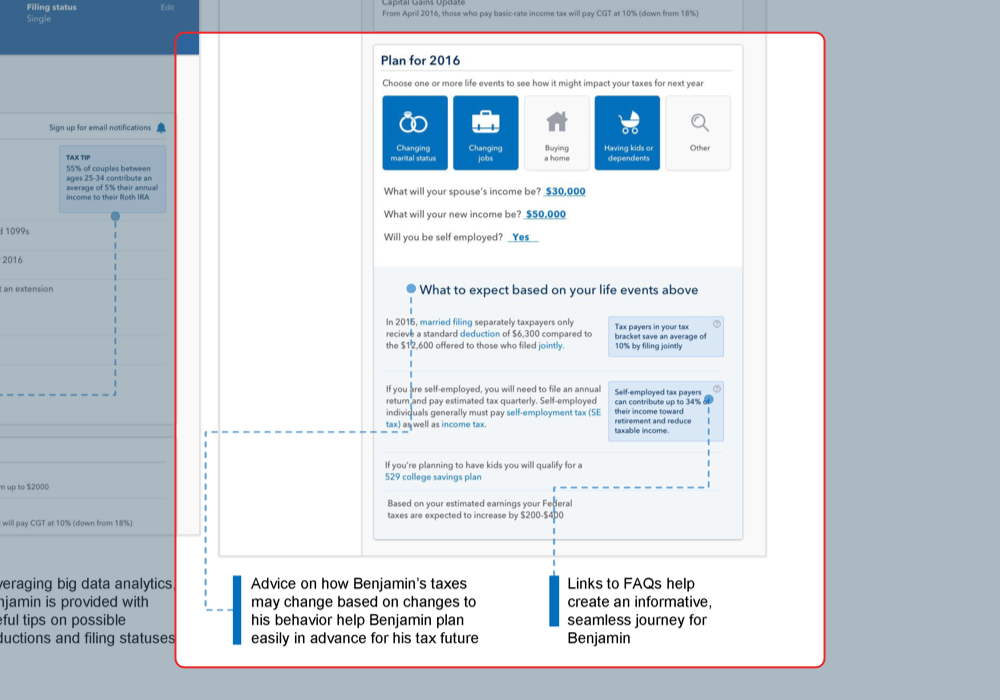 Filing status
Edit
Single
Capital Gains Update
From April 2016, those who pay basic-rate income tax will pay CGT at 10% (down from 18%)
Plan for 2016
Choose one or more life events to see how it might impact your taxes for next year
Changing
marital status
Changing
jobs
Buying
a home
Having kids or
dependents
Other
Sign up for email notifications
TAX TIP
55% of couples between
ages 25-34 contribute an
average of 5% their annual
income to their Roth IRA
What will your spouse's income be? $30,000
What will your new income be? $50,000
Will you be self employed? Yes
1099s
2016
an extension
What to expect based on your life events above
In 2015, married filing separately taxpayers only
recieve a standard deduction of $6,300 compared to
the $12,600 offered to those who filed jointly.
Tax payers in your tax
bracket save an average of
10% by filing jointly
If you are self-employed, you will need to file an annual
return and pay estimated tax quarterly. Self-employed
individuals generally must pay self-employment tax (SE
tax) as well as income tax.
Self-employed tax payers
can contribute up to 34% of
their income toward
retirement and reduce
taxable income.
If you're planning to have kids you will qualify for a
529 college savings plan
up to $2000
Based on your estimated earnings your Federal
taxes are expected to increase by $200-$400
will pay CGT at 10% (down from 18%)
veraging big data analytics,
njamin is provided with
eful tips on possible
ductions and filing statuses
Advice on how Benjamin's taxes
may change based on changes to
his behavior help Benjamin plan
easily in advance for his tax future
Links to FAQs help
create an informative,
seamless journey for
Benjamin